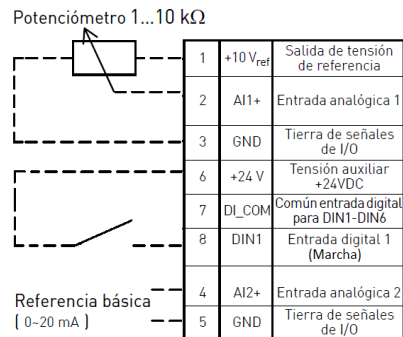 Potenciómetro 1...10 kΩ
1 +10 Vref Salida de tensión
de referencia
2 AI1+ Entrada analógica 1
3 GND Tierra de señales
de I/O
6 +24 V Tensión auxiliar
+24VDC
7 DI_COM Común entrada digital
para DIN1-DIN6
8 DIN1 Entrada digital 1
(Marcha)
4 AI2+ Entrada analógica 2
Referencia básica
( 0~20 mA )
5 GND Tierra de señales
de I/O